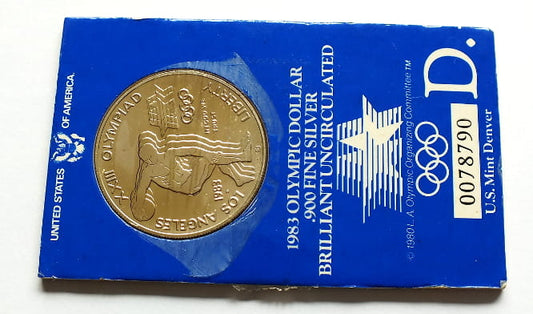 UNITED STATES OF AMERICA.
XXIII OLYMPIAD
LOS ANGELES
1983
LIBERTY
1983 OLYMPIC DOLLAR
.900 FINE SILVER
BRILLIANT UNCIRCULATED
© 1980 L.A. Olympic Organizing Committee™
D.
0078790
U.S. Mint Denver